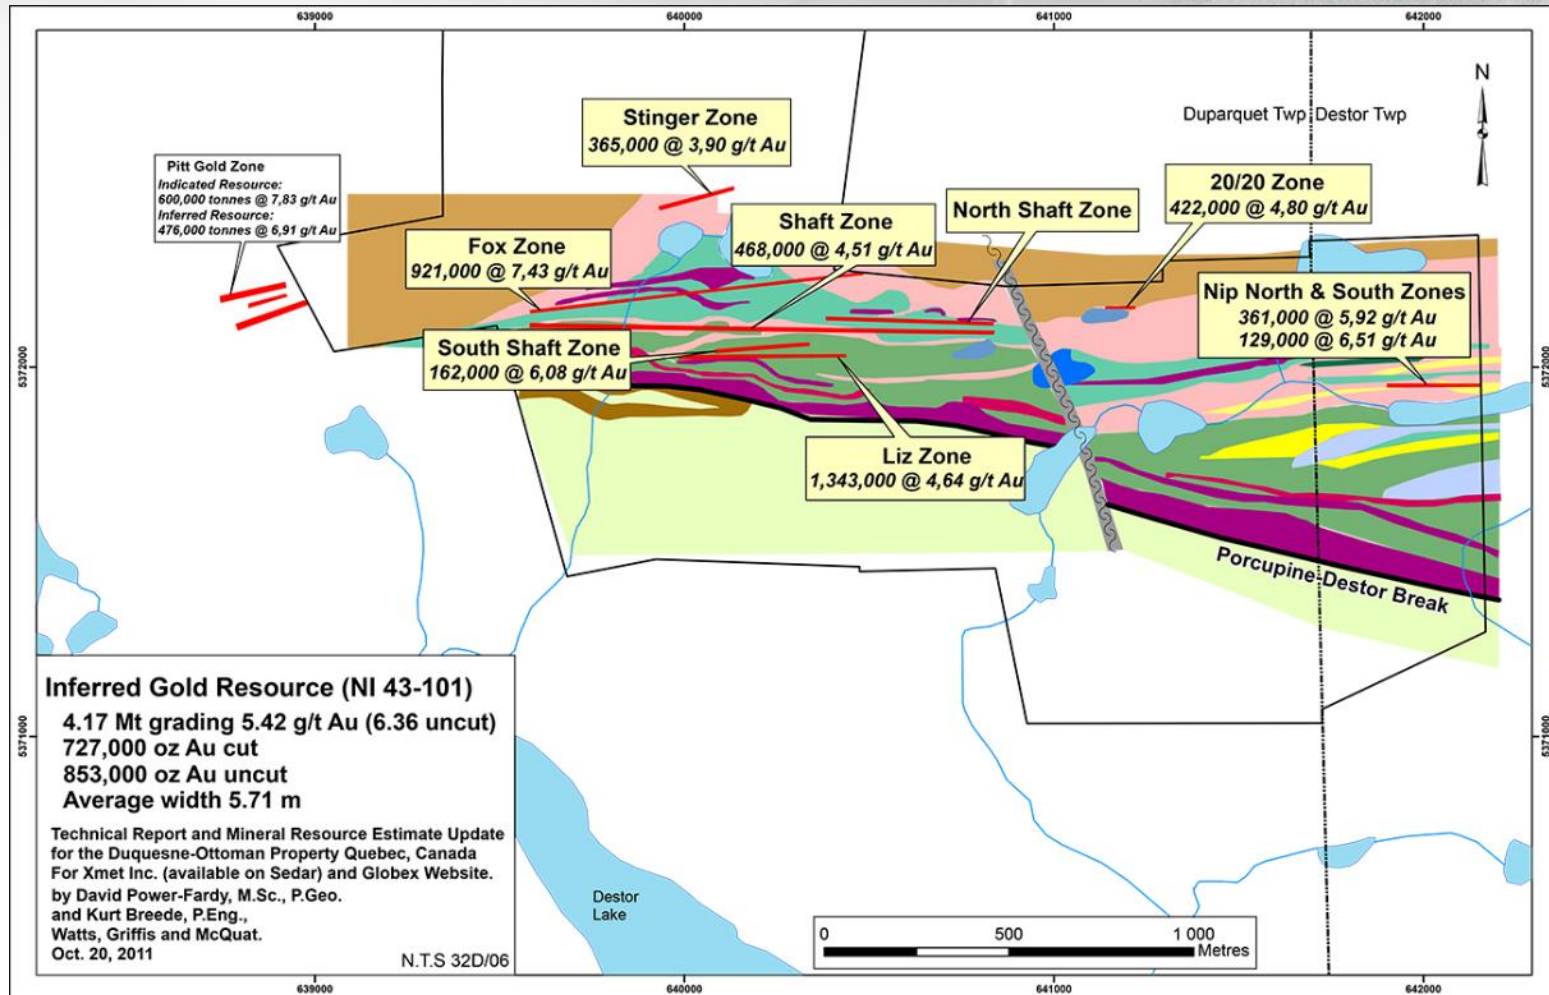 639000
640000
641000
642000
N
Duparquet Twp
Destor Twp
Stinger Zone
365,000 @ 3,90 g/t Au
Pitt Gold Zone
Indicated Resource:
600,000 tonnes @ 7,83 g/t Au
Inferred Resource:
476,000 tonnes @ 6,91 g/t Au
20/20 Zone
422,000 @ 4,80 g/t Au
North Shaft Zone
Shaft Zone
468,000 @ 4,51 g/t Au
Fox Zone
921,000 @ 7,43 g/t Au
Nip North & South Zones
361,000 @ 5,92 g/t Au
129,000 @ 6,51 g/t Au
South Shaft Zone
162,000 @ 6,08 g/t Au
5372000
5372000
Liz Zone
1,343,000 @ 4,64 g/t Au
Porcupine-Destor Break
Inferred Gold Resource (NI 43-101)
4.17 Mt grading 5.42 g/t Au (6.36 uncut)
727,000 oz Au cut
853,000 oz Au uncut
Average width 5.71 m
Technical Report and Mineral Resource Estimate Update
for the Duquesne-Ottoman Property Quebec, Canada
For Xmet Inc. (available on Sedar) and Globex Website.
by David Power-Fardy, M.Sc., P.Geo.
and Kurt Breede, P.Eng.,
Watts, Griffis and McQuat.
Oct. 20, 2011
N.T.S 32D/06
5371000
5371000
Destor
Lake
0
500
1 000
Metres
639000
640000
641000
642000